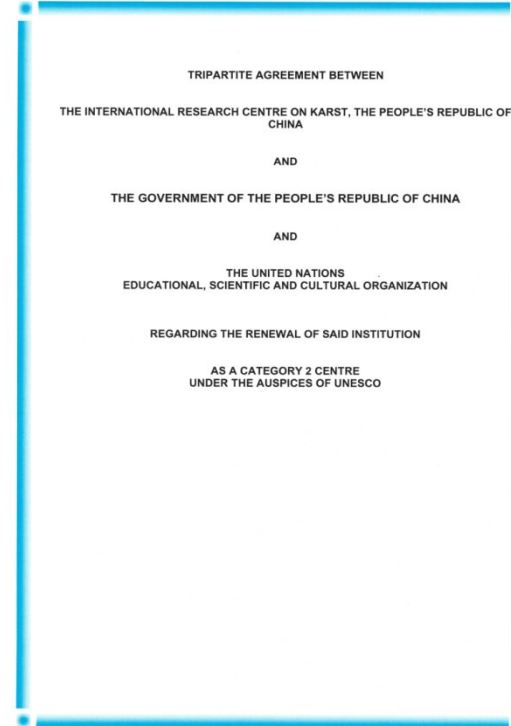 TRIPARTITE AGREEMENT BETWEEN
THE INTERNATIONAL RESEARCH CENTRE ON KARST, THE PEOPLE'S REPUBLIC OF
CHINA
AND
THE GOVERNMENT OF THE PEOPLE'S REPUBLIC OF CHINA
AND
THE UNITED NATIONS
EDUCATIONAL, SCIENTIFIC AND CULTURAL ORGANIZATION
REGARDING THE RENEWAL OF SAID INSTITUTION
AS A CATEGORY 2 CENTRE
UNDER THE AUSPICES OF UNESCO